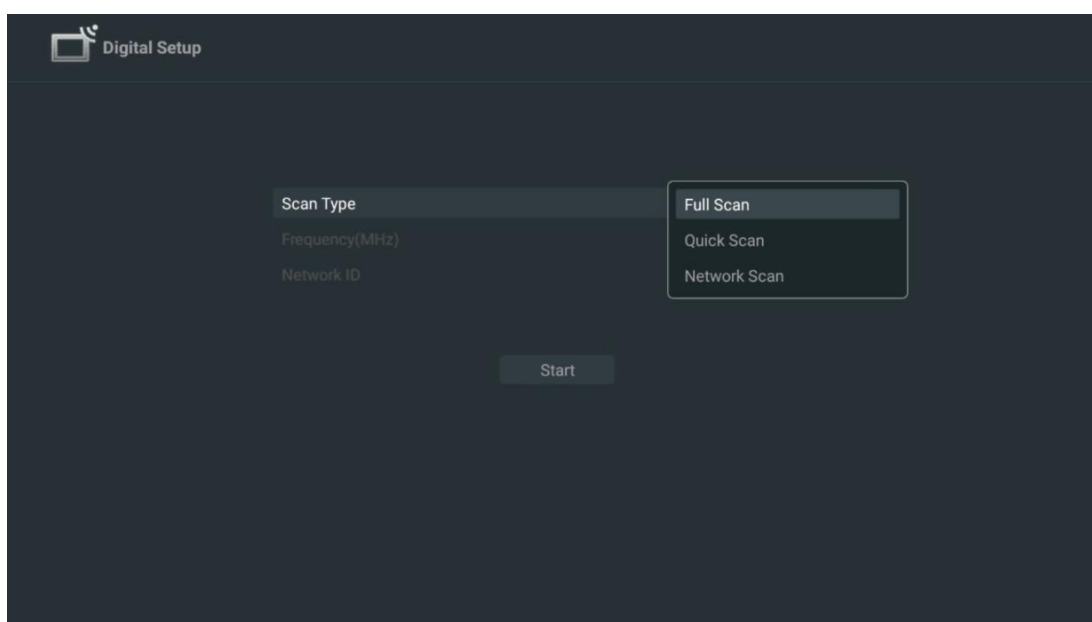 Digital Setup
Scan Type
Full Scan
Frequency(MHz)
Quick Scan
Network ID
Network Scan
Start